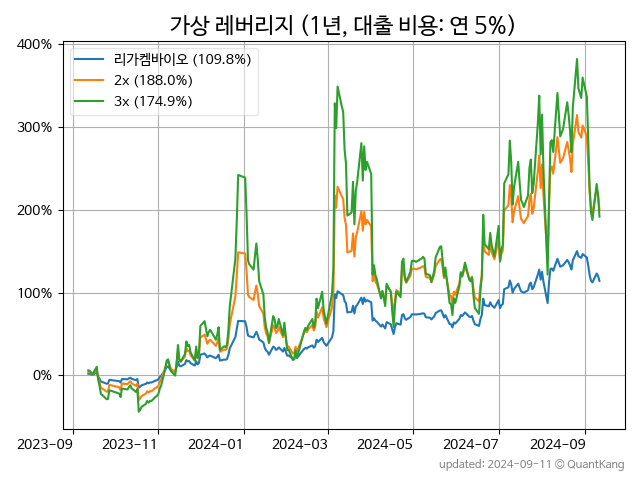 가상 레버리지 (1년, 대출 비용: 연 5%)
400%
300%
200%
100%
0%
리가켐바이오 (109.8%)
2x (188.0%)
3x (174.9%)
2023-09 2023-11 2024-01 2024-03 2024-05 2024-07 2024-09
updated: 2024-09-11 © QuantKang